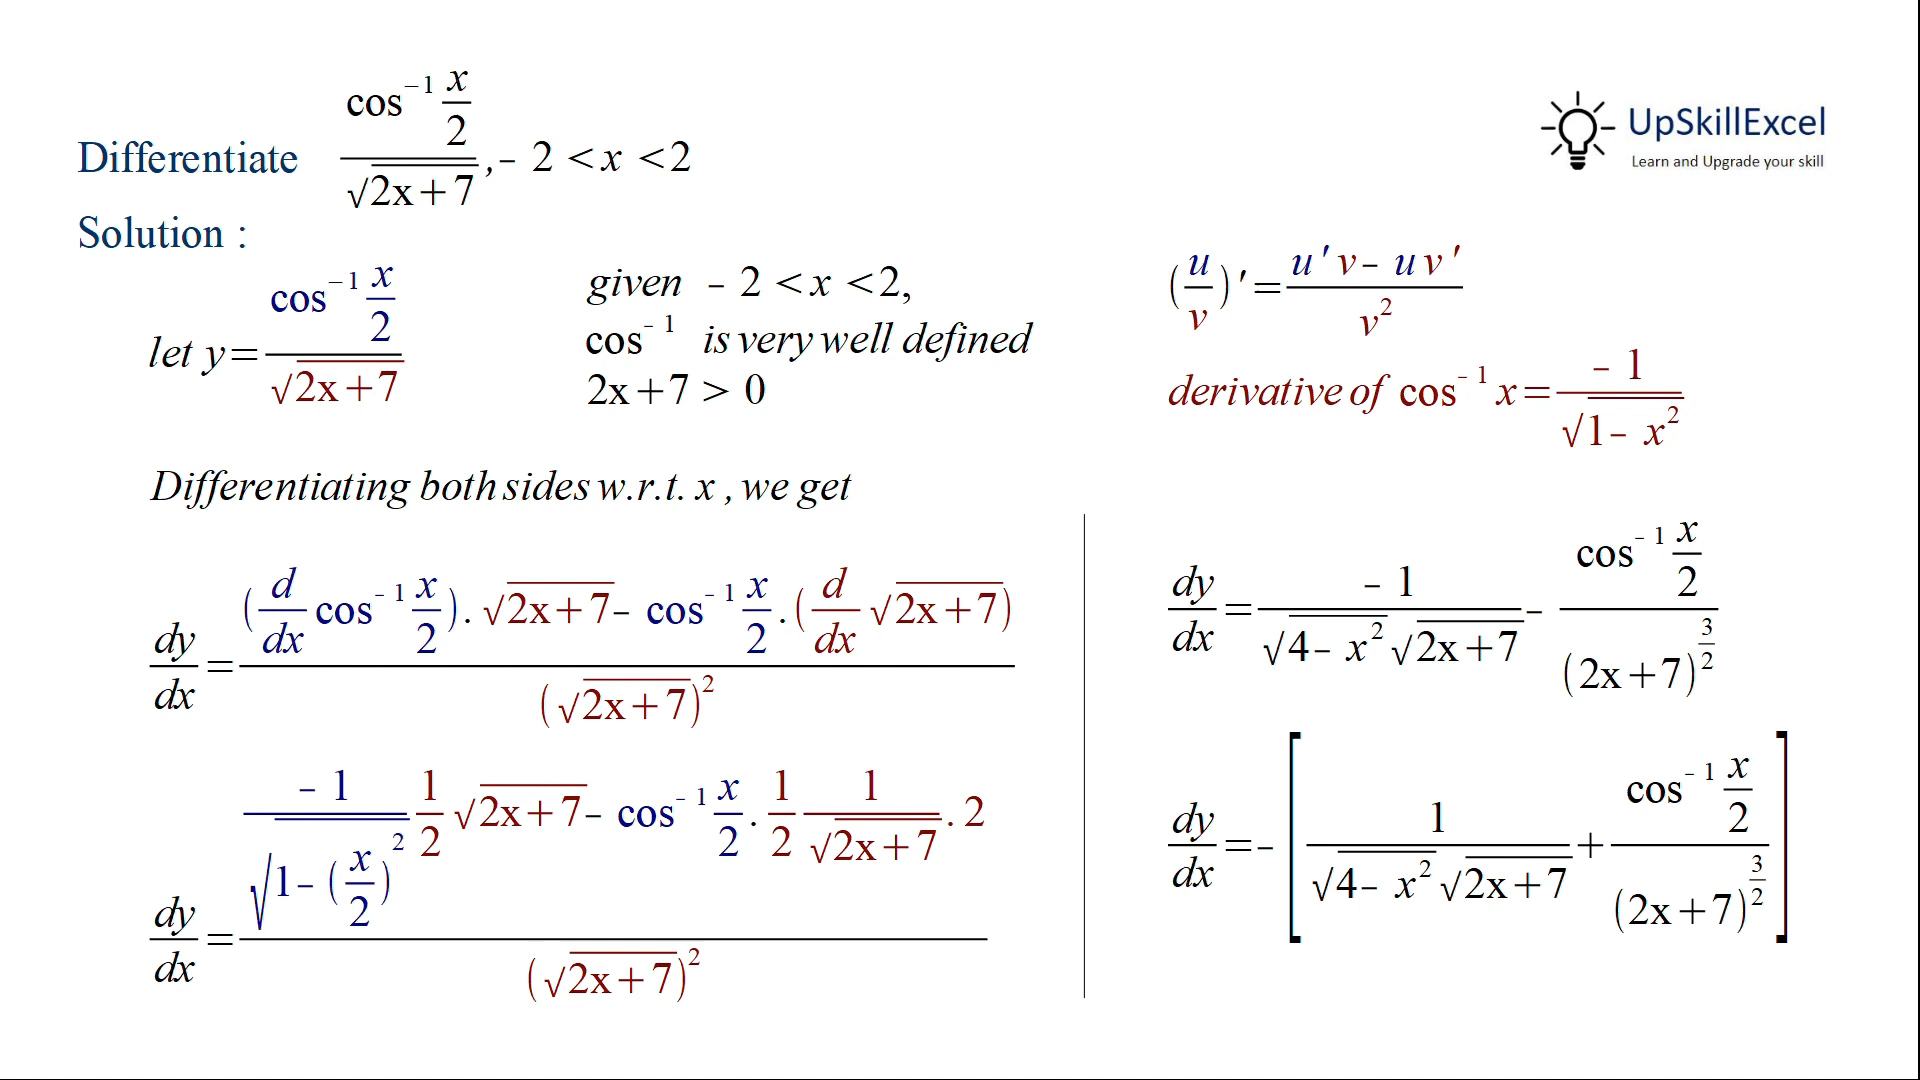 Differentiate cos⁻¹ x/2 / √2x+7 , – 2 < x < 2
UpSkillExcel
Learn and Upgrade your skill
Solution :
let y = cos⁻¹ x/2 / √2x+7
given – 2 < x < 2,
cos⁻¹ is very well defined
2x+7 > 0
(u/v)′ = u′v – uv′ / v²
derivative of cos⁻¹ x = – 1 / √1 – x²
Differentiating both sides w.r.t. x , we get
dy/dx = (d/dx cos⁻¹ x/2) . √2x+7 – cos⁻¹ x/2 . (d/dx √2x+7) / (√2x+7)²
dy/dx = – 1 / √1 – (x/2)² 1/2 √2x+7 – cos⁻¹ x/2 . 1/2 1/√2x+7 . 2 / (√2x+7)²
dy/dx = – 1 / √4 – x² √2x+7 – cos⁻¹ x/2 / (2x+7)^3/2
dy/dx = – [ 1 / √4 – x² √2x+7 + cos⁻¹ x/2 / (2x+7)^3/2 ]